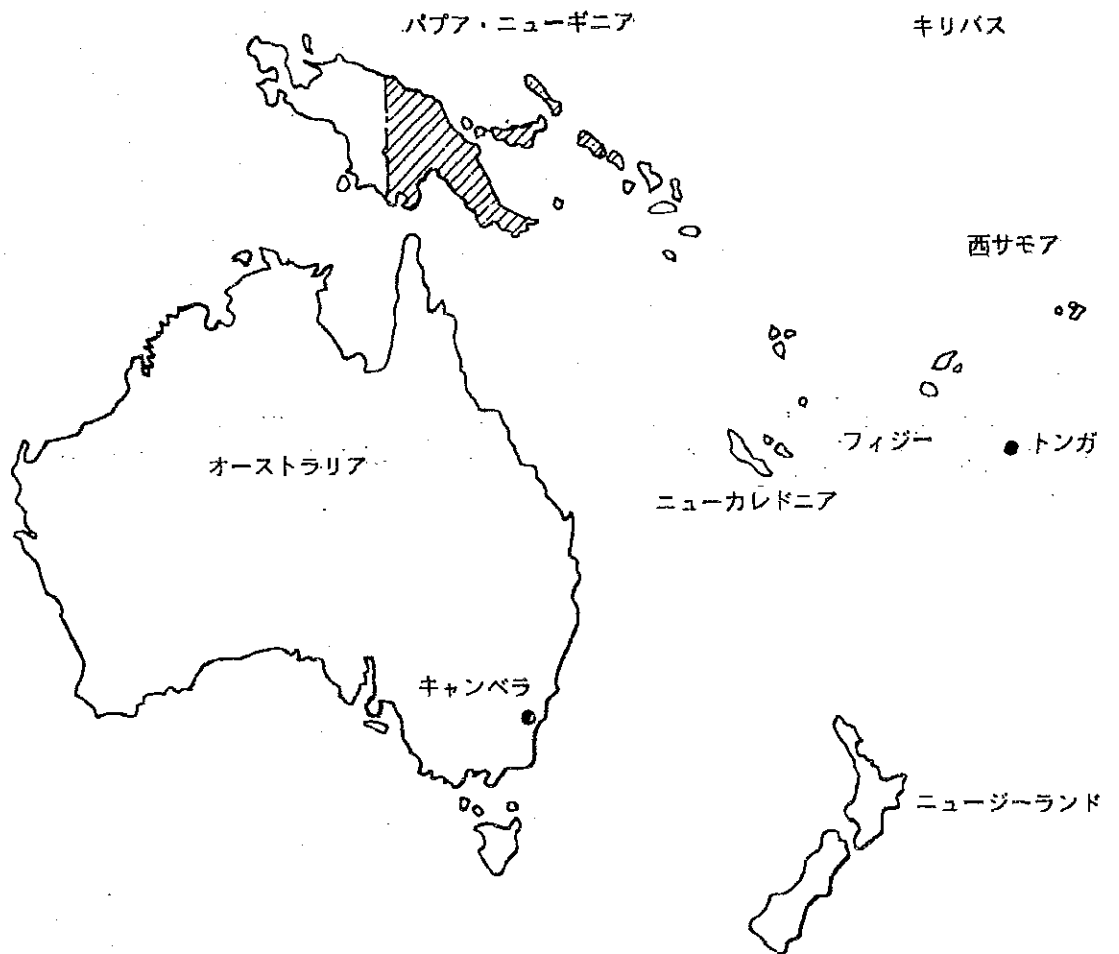 パプア・ニューギニア
キリバス
西サモア
フィジー
トンガ
オーストラリア
ニューカレドニア
キャンベラ
ニュージーランド